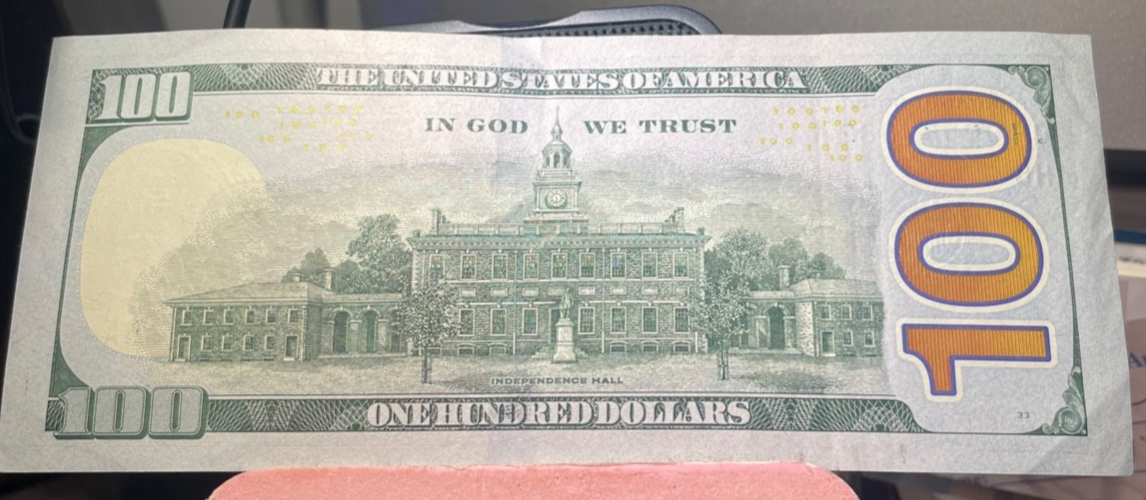 100
THE UNITED STATES OF AMERICA
IN GOD WE TRUST
100
INDEPENDENCE HALL
100
ONE HUNDRED DOLLARS
33